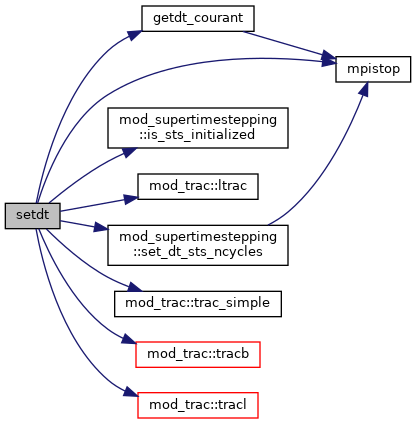 getdt_courant
mpistop
mod_supertimestepping
::is_sts_initialized
mod_trac::ltrac
setdt
mod_supertimestepping
::set_dt_sts_ncycles
mod_trac::trac_simple
mod_trac::tracb
mod_trac::tracl